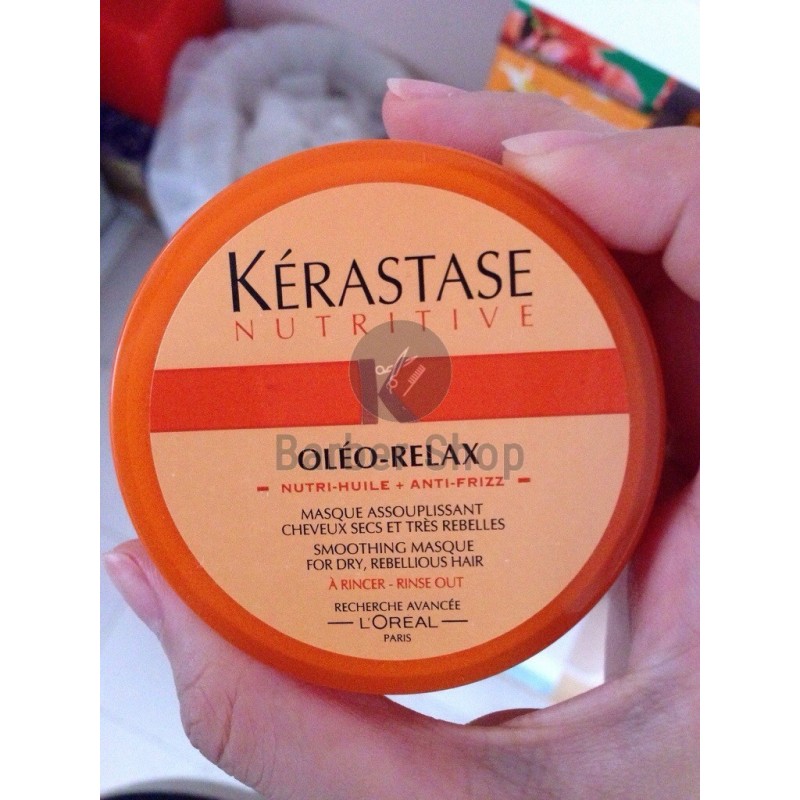 KÉRASTASE
NUTRITIVE
K
Barber Shop
OLÉO-RELAX
- NUTRI-HUILE + ANTI-FRIZZ -
MASQUE ASSOUPLISSANT
CHEVEUX SECS ET TRÈS REBELLES
SMOOTHING MASQUE
FOR DRY, REBELLIOUS HAIR
À RINCER - RINSE OUT
RECHERCHE AVANCÉE
— L'ORÉAL —
PARIS